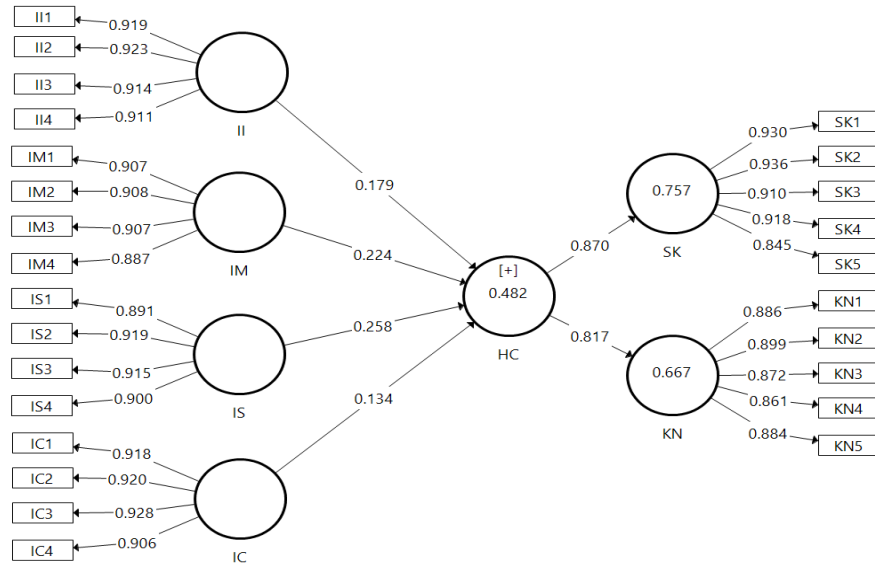 II1
0.919
II2
0.923
II3
0.914
II4
0.911
II
IM1
0.907
IM2
0.908
IM3
0.907
IM4
0.887
IM
IS1
0.891
IS2
0.919
IS3
0.915
IS4
0.900
IS
IC1
0.918
IC2
0.920
IC3
0.928
IC4
0.906
IC
0.179
0.224
0.258
0.134
[+]
0.482
HC
0.870
0.817
0.757
SK
0.667
KN
0.930
SK1
0.936
SK2
0.910
SK3
0.918
SK4
0.845
SK5
0.886
KN1
0.899
KN2
0.872
KN3
0.861
KN4
0.884
KN5